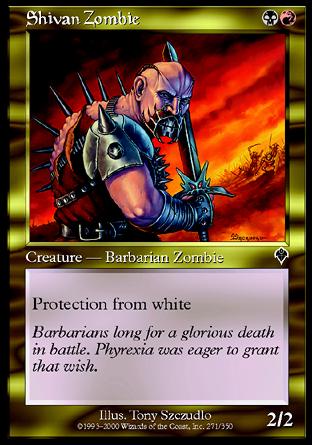 Shivan Zombie
Creature — Barbarian Zombie
Protection from white
Barbarians long for a glorious death
in battle. Phyrexia was eager to grant
that wish.
Illus. Tony Szczudlo
©1993–2000 Wizards of the Coast, Inc. 271/350
2/2